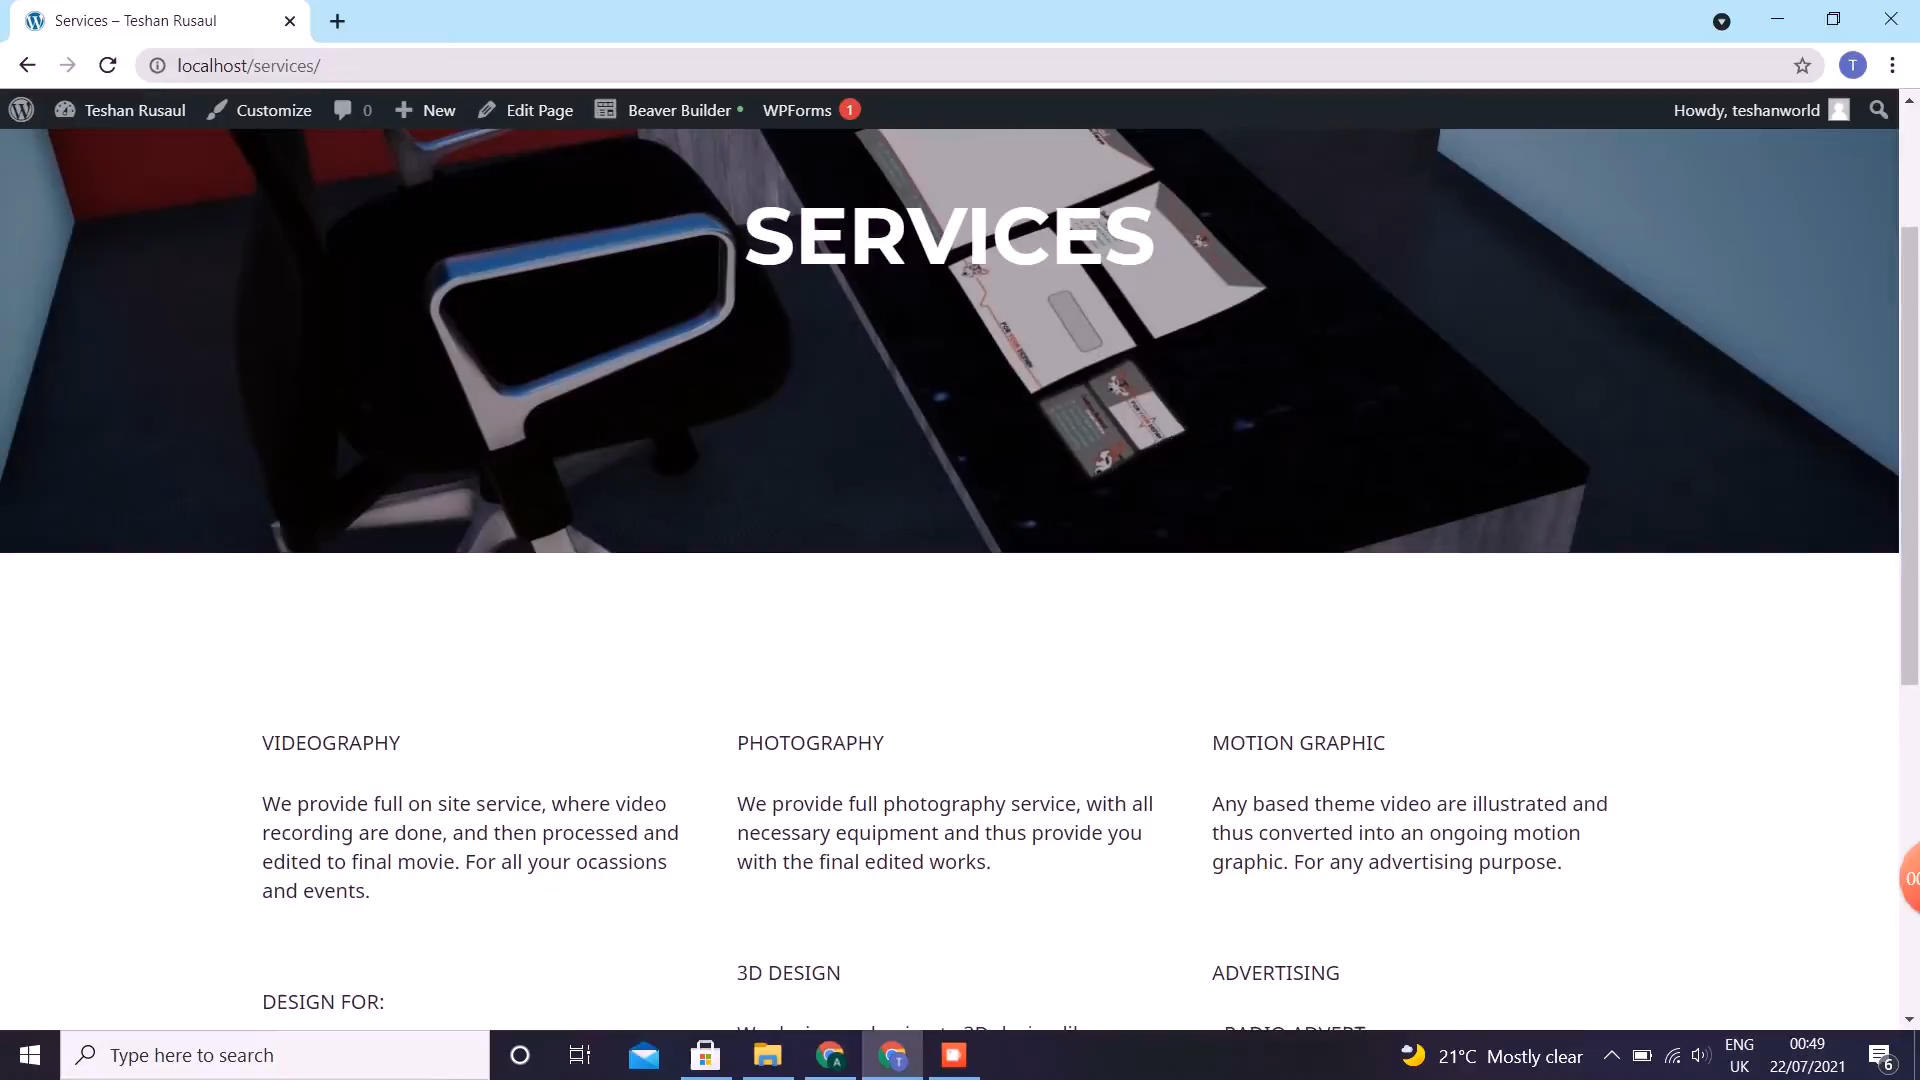 Services – Teshan Rusaul
localhost/services/
T
Teshan Rusaul
Customize
0
New
Edit Page
Beaver Builder
WPForms
1
Howdy, teshanworld
SERVICES
VIDEOGRAPHY
We provide full on site service, where video
recording are done, and then processed and
edited to final movie. For all your ocassions
and events.
PHOTOGRAPHY
We provide full photography service, with all
necessary equipment and thus provide you
with the final edited works.
MOTION GRAPHIC
Any based theme video are illustrated and
thus converted into an ongoing motion
graphic. For any advertising purpose.
DESIGN FOR:
3D DESIGN
ADVERTISING
Type here to search
A
T
21°C Mostly clear
ENG
UK
00:49
22/07/2021
6